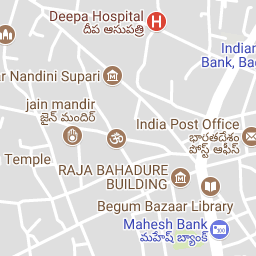 Deepa Hospital
దీపా ఆసుపత్రి
Indian
Bank, Ba
ar Nandini Supari
jain mandir
జైన్ మందిర్
India Post Office
భారతదేశం
పోస్ట్ ఆఫీస్
Temple
RAJA BAHADURE
BUILDING
Begum Bazaar Library
Mahesh Bank
మహేష్ బ్యాంక్